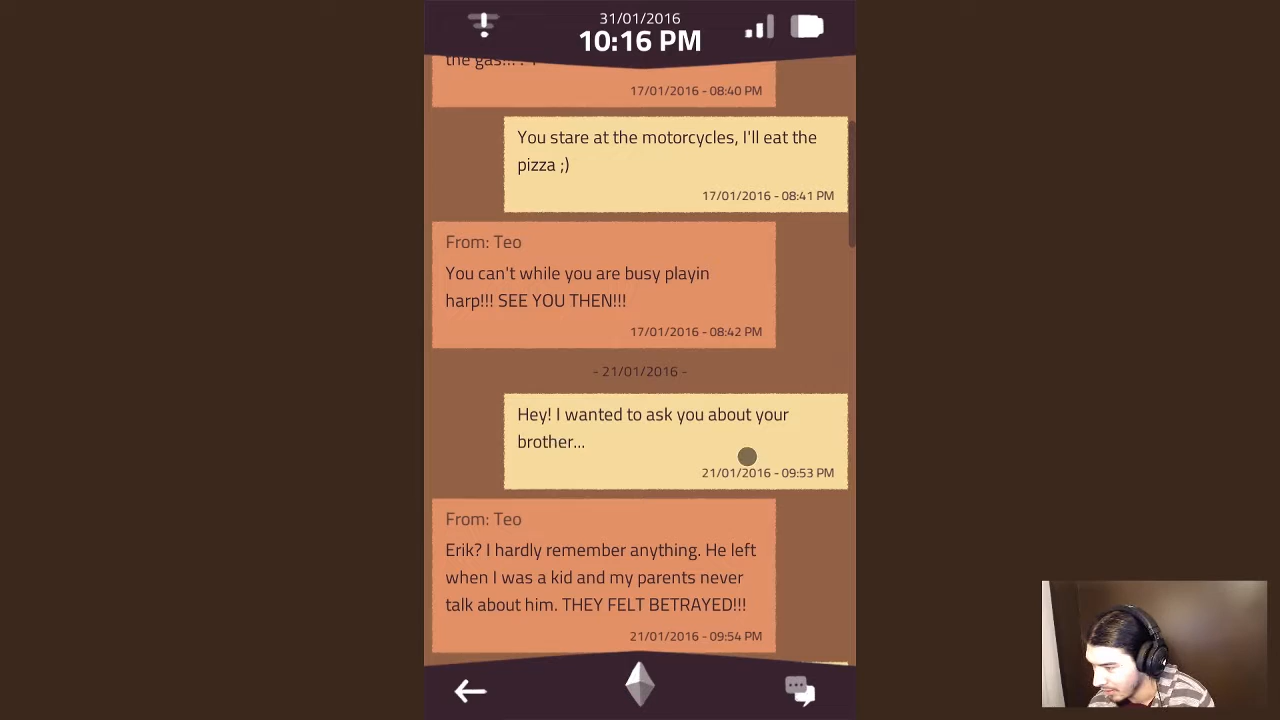 31/01/2016
10:16 PM
the gas...
17/01/2016 - 08:40 PM
You stare at the motorcycles, I'll eat the
pizza ;)
17/01/2016 - 08:41 PM
From: Teo
You can't while you are busy playin
harp!!! SEE YOU THEN!!!
17/01/2016 - 08:42 PM
- 21/01/2016 -
Hey! I wanted to ask you about your
brother...
21/01/2016 - 09:53 PM
From: Teo
Erik? I hardly remember anything. He left
when I was a kid and my parents never
talk about him. THEY FELT BETRAYED!!!
21/01/2016 - 09:54 PM